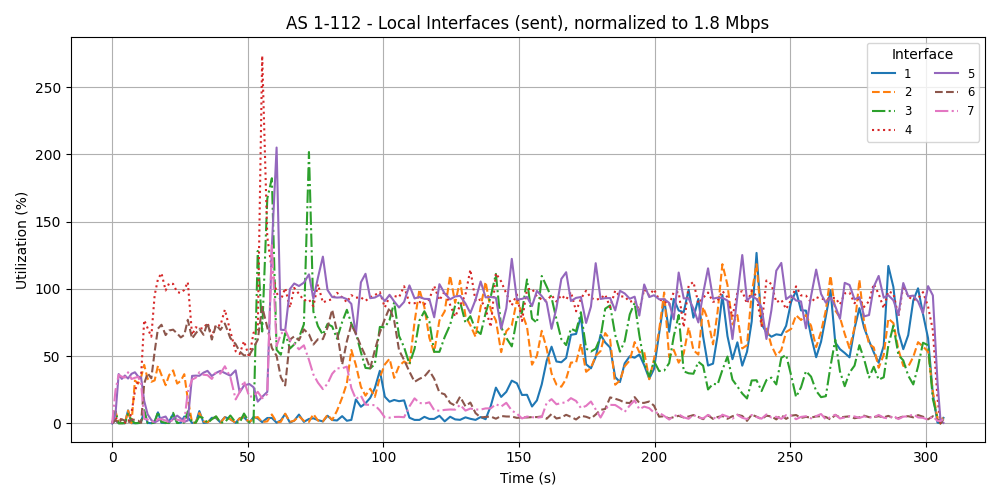 AS 1-112 - Local Interfaces (sent), normalized to 1.8 Mbps
Utilization (%)
250
200
150
100
50
0
0 50 100 150 200 250 300
Time (s)
Interface
1 5
2 6
3 7
4